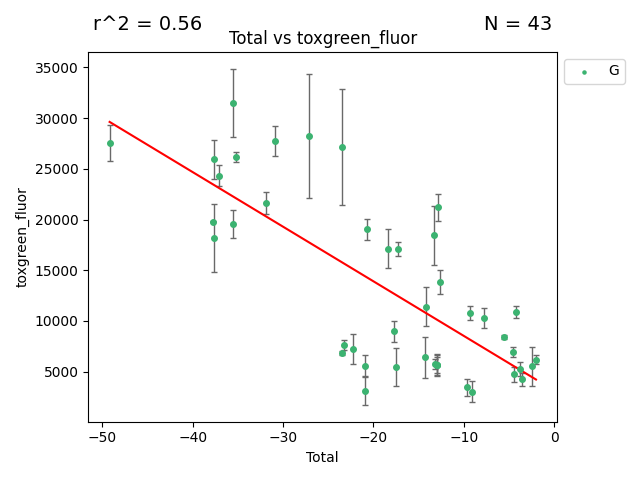 r^2 = 0.56
N = 43
Total vs toxgreen_fluor
G
35000
30000
25000
20000
15000
10000
5000
toxgreen_fluor
−50
−40
−30
−20
−10
0
Total